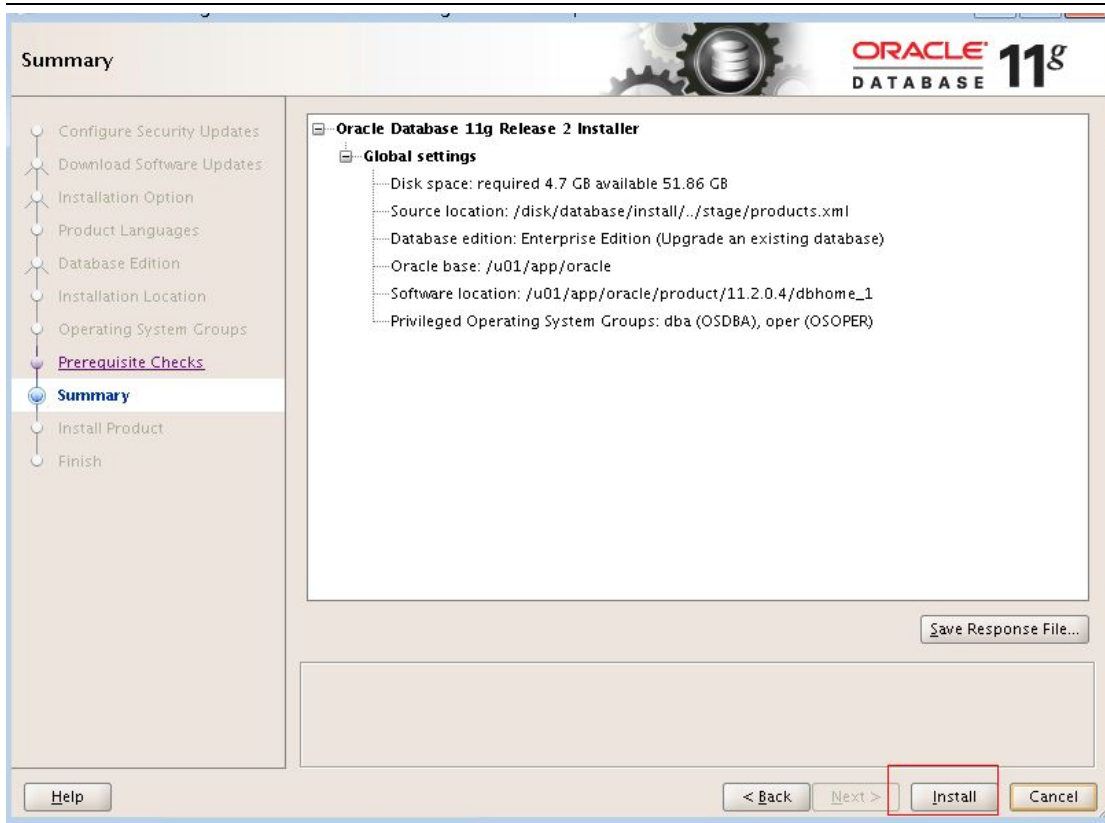 Summary
ORACLE 11g
DATABASE
Configure Security Updates
Download Software Updates
Installation Option
Product Languages
Database Edition
Installation Location
Operating System Groups
Prerequisite Checks
Summary
Install Product
Finish
Oracle Database 11g Release 2 Installer
Global settings
Disk space: required 4.7 GB available 51.86 GB
Source location: /disk/database/install/../stage/products.xml
Database edition: Enterprise Edition (Upgrade an existing database)
Oracle base: /u01/app/oracle
Software location: /u01/app/oracle/product/11.2.0.4/dbhome_1
Privileged Operating System Groups: dba (OSDBA), oper (OSOPER)
Save Response File...
Help
< Back
Next >
Install
Cancel